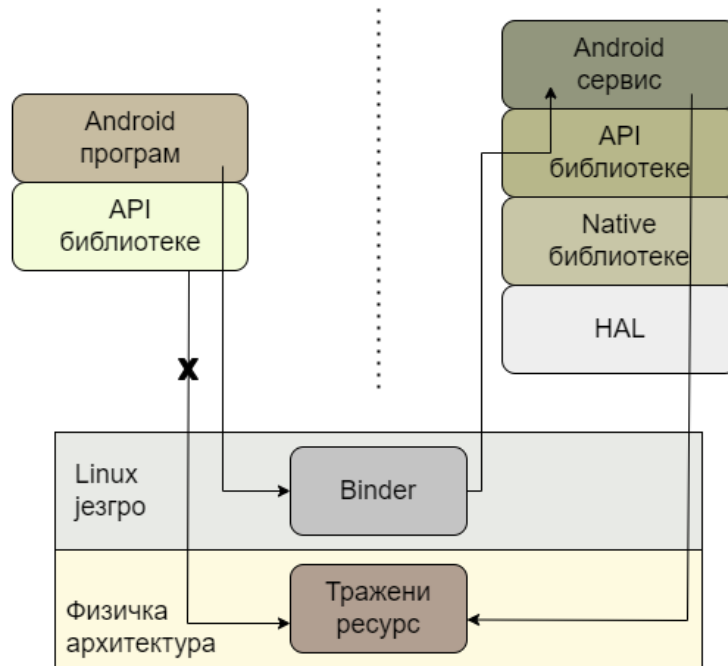 Android
програм
API
библиотеке
X
Android
сервис
API
библиотеке
Native
библиотеке
HAL
Linux
језгро
Binder
Физичка
архитектура
Тражени
ресурс